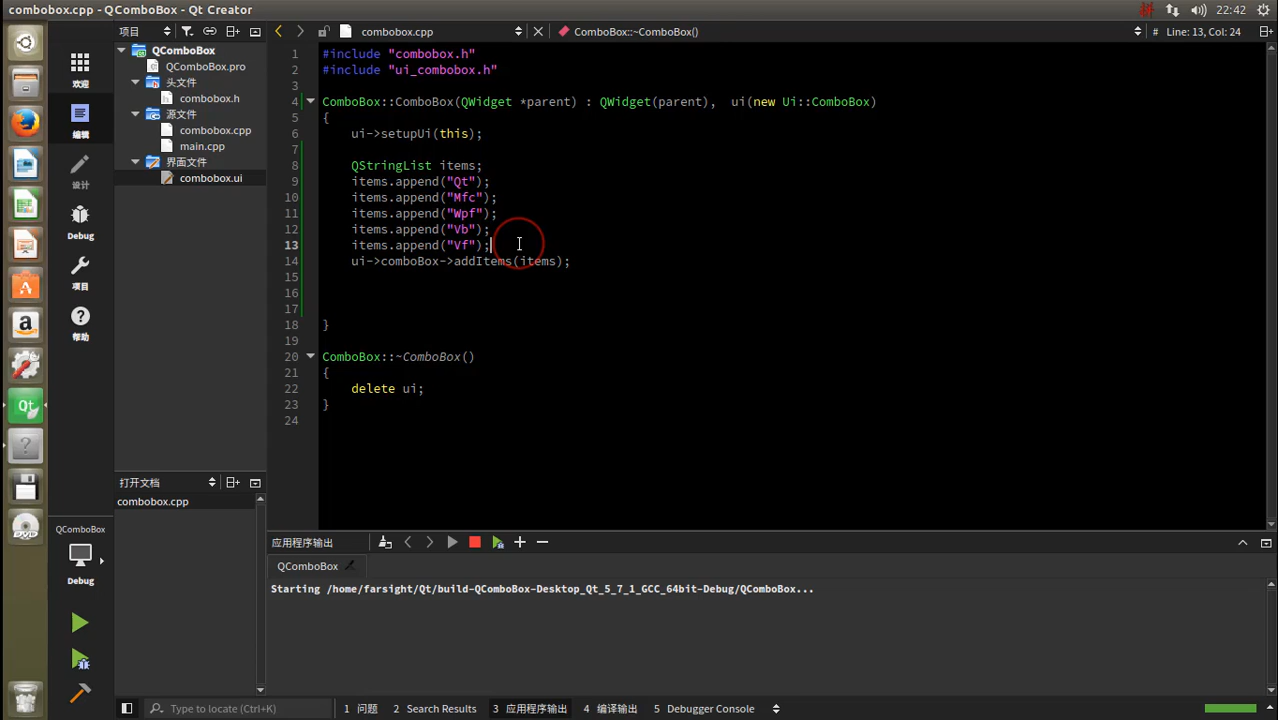 combobox.cpp - QComboBox - Qt Creator
拼
22:42
项目
combobox.cpp
ComboBox::~ComboBox()
# Line: 13, Col: 24
欢迎
编辑
设计
Debug
项目
帮助
QComboBox
QComboBox.pro
头文件
combobox.h
源文件
combobox.cpp
main.cpp
界面文件
combobox.ui
1 #include "combobox.h"
2 #include "ui_combobox.h"
3
4 ComboBox::ComboBox(QWidget *parent) : QWidget(parent),  ui(new Ui::ComboBox)
5 {
6     ui->setupUi(this);
7
8     QStringList items;
9     items.append("Qt");
10     items.append("Mfc");
11     items.append("Wpf");
12     items.append("Vb");
13     items.append("Vf");
14     ui->comboBox->addItems(items);
15
16
17
18 }
19
20 ComboBox::~ComboBox()
21 {
22     delete ui;
23 }
24
打开文档
combobox.cpp
QComboBox
Debug
应用程序输出
QComboBox
Starting /home/farsight/Qt/build-QComboBox-Desktop_Qt_5_7_1_GCC_64bit-Debug/QComboBox...
Type to locate (Ctrl+K)
1 问题
2 Search Results
3 应用程序输出
4 编译输出
5 Debugger Console
Qt
DVD